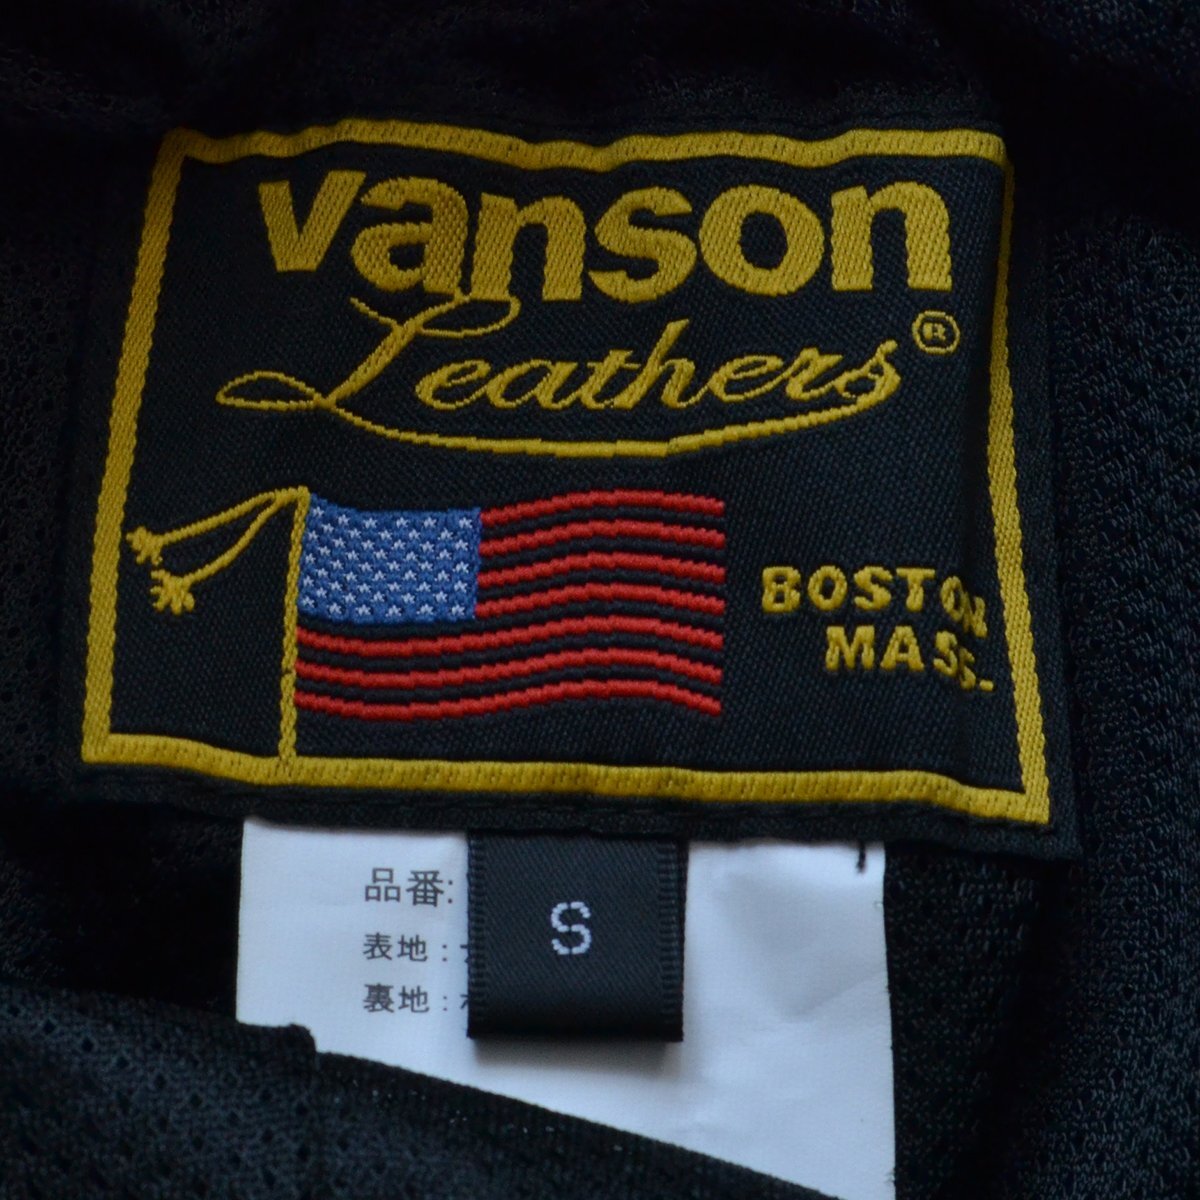 vanson
Leathers ®
BOSTON
MASS.
S
品番:
表地:
裏地: